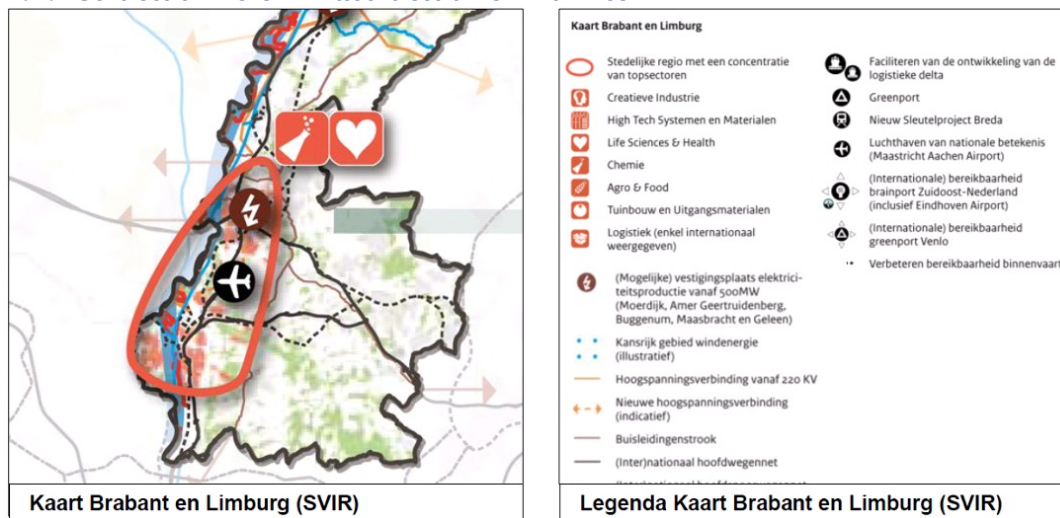 Kaart Brabant en Limburg (SVIR)
Kaart Brabant en Limburg
Stedelijke regio met een concentratie
van topsectoren
Creatieve Industrie
High Tech Systemen en Materialen
Life Sciences & Health
Chemie
Agro & Food
Tuinbouw en Uitgangsmaterialen
Logistiek (enkel internationaal
weergegeven)
(Mogelijke) vestigingsplaats elektrici-
teitsproductie vanaf 500MW
(Moerdijk, Amer Geertruidenberg,
Buggenum, Maasbracht en Geleen)
Kansrijk gebied windenergie
(illustratief)
Hoogspanningsverbinding vanaf 220 KV
Nieuwe hoogspanningsverbinding
(indicatief)
Buisleidingenstrook
(Inter)nationaal hoofdwegennet
Faciliteren van de ontwikkeling van de
logistieke delta
Greenport
Nieuw Sleutelproject Breda
Luchthaven van nationale betekenis
(Maastricht Aachen Airport)
(Internationale) bereikbaarheid
brainport Zuidoost-Nederland
(inclusief Eindhoven Airport)
(Internationale) bereikbaarheid
greenport Venlo
Verbeteren bereikbaarheid binnenvaart
Legenda Kaart Brabant en Limburg (SVIR)